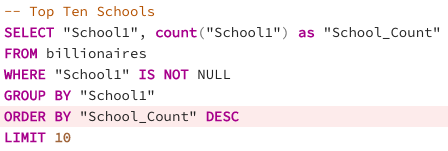 -- Top Ten Schools
SELECT "School1", count("School1") as "School_Count"
FROM billionaires
WHERE "School1" IS NOT NULL
GROUP BY "School1"
ORDER BY "School_Count" DESC
LIMIT 10